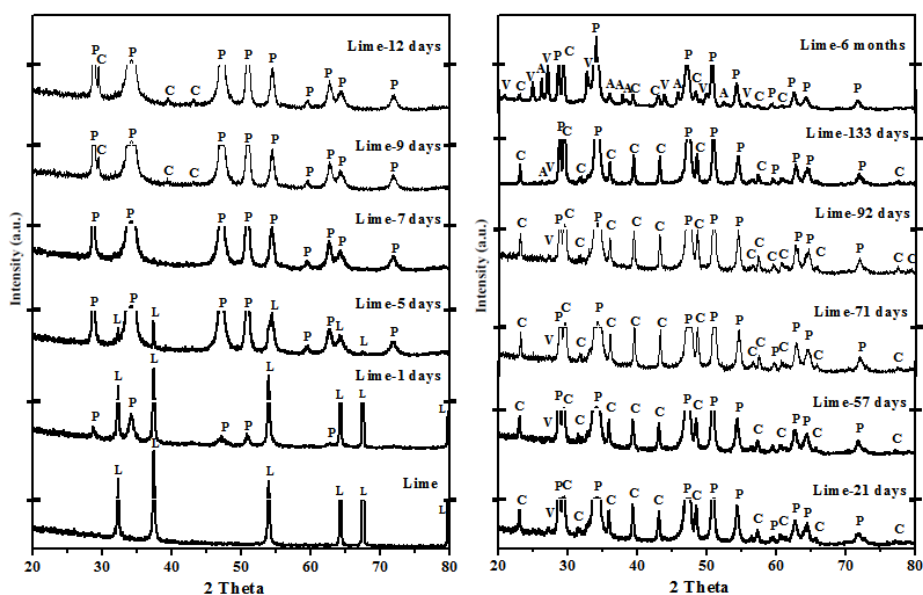 Lime-12 days
P C P C C P P P P P P P
Lime-9 days
P C P C C P P P P P P P
Lime-7 days
P P P P P P P P P
Lime-5 days
P L P L P P L P P L L P
Lime-1 days
P L P L P P L P L L L
Lime
L L L L L L
20 30 40 50 60 70 80
2 Theta
Intensity (a.u.)
Lime-6 months
V C V A V P C V P A A A C C V A P C V P A P V C P C P P P
Lime-133 days
C A V P C C P C C C P C P P C P C P P P C
Lime-92 days
C V P C C P C C C P C P P C C P C P P C P C C
Lime-71 days
C V P C C P C C C P C P P C C P C P P C P C
Lime-57 days
C V P C C P C C C P C P P C P C P P C P C
Lime-21 days
C V P C C P C C C P C P P C P C P P C P C
20 30 40 50 60 70 80
2 Theta
Intensity (a.u.)